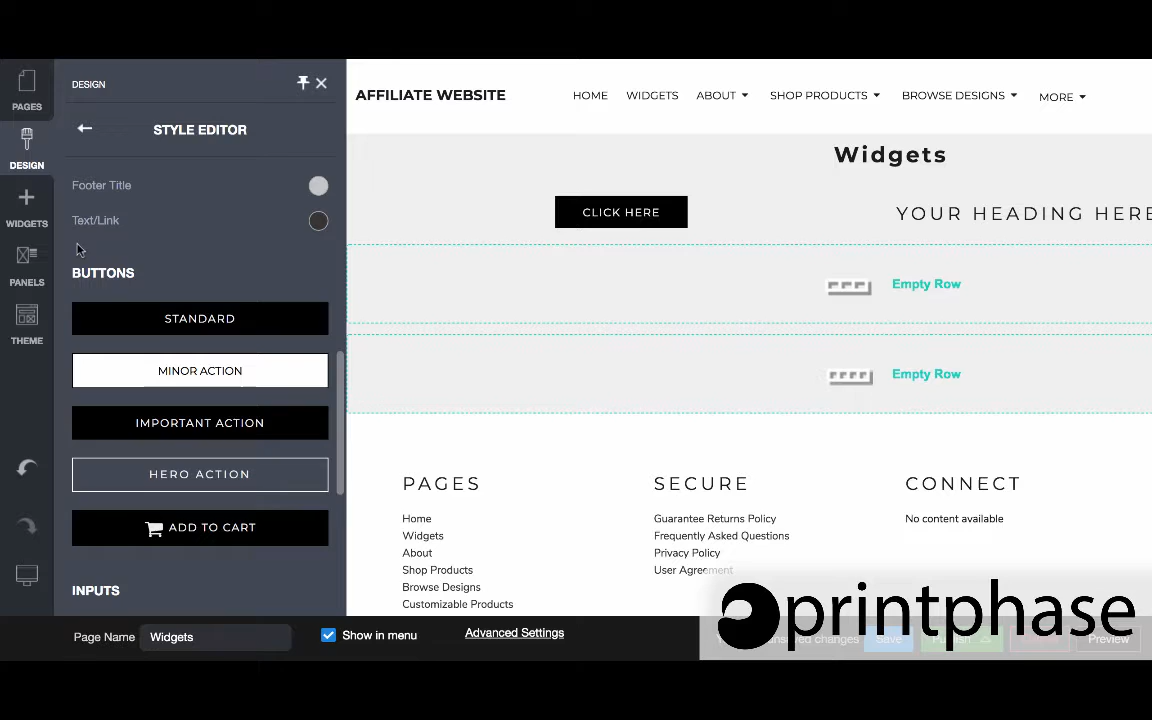 PAGES
DESIGN
WIDGETS
PANELS
THEME
DESIGN
STYLE EDITOR
Footer Title
Text/Link
BUTTONS
STANDARD
MINOR ACTION
IMPORTANT ACTION
HERO ACTION
ADD TO CART
INPUTS
AFFILIATE WEBSITE
HOME
WIDGETS
ABOUT
SHOP PRODUCTS
BROWSE DESIGNS
MORE
Widgets
CLICK HERE
YOUR HEADING HERE
Empty Row
Empty Row
PAGES
Home
Widgets
About
Shop Products
Browse Designs
Customizable Products
SECURE
Guarantee Returns Policy
Frequently Asked Questions
Privacy Policy
User Agreement
CONNECT
No content available
printphase
Page Name
Widgets
Show in menu
Advanced Settings
unsaved changes
Save
Publish
Preview